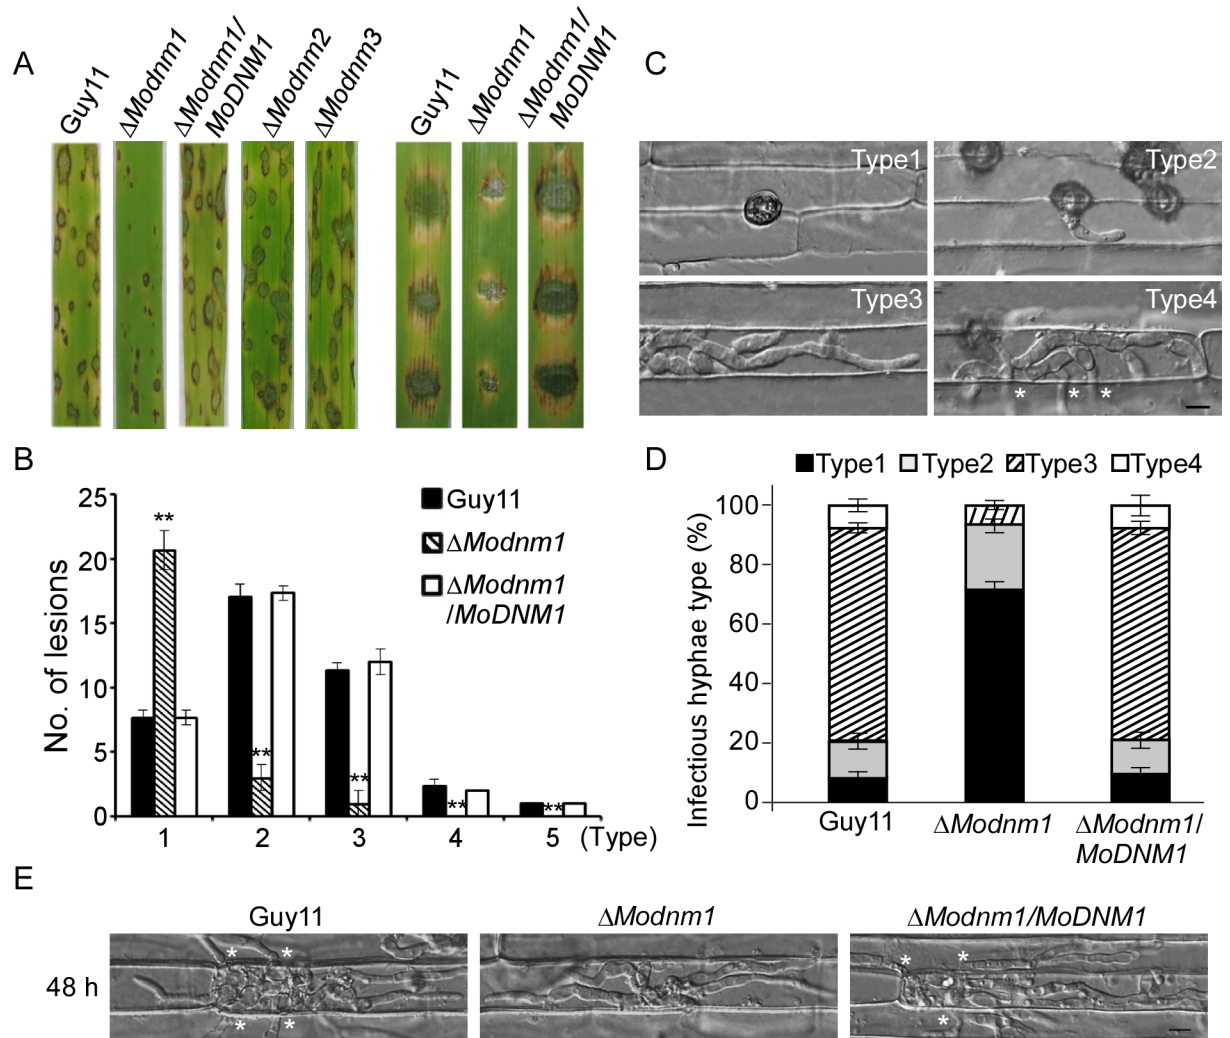 A
Guy11
ΔModnm1
ΔModnm1/
MoDNM1
ΔModnm2
ΔModnm3
Guy11
ΔModnm1
ΔModnm1/
MoDNM1
C
Type1
Type2
Type3
Type4
* * *
B
25
20
15
10
5
0
No. of lesions
Guy11
ΔModnm1
ΔModnm1
/MoDNM1
**
**
**
**
**
1 2 3 4 5 (Type)
D
Type1 Type2 Type3 Type4
100
80
60
40
20
0
Infectious hyphae type (%)
Guy11
ΔModnm1
ΔModnm1/
MoDNM1
E
Guy11
ΔModnm1
ΔModnm1/MoDNM1
48 h
* *
* *
* *
*